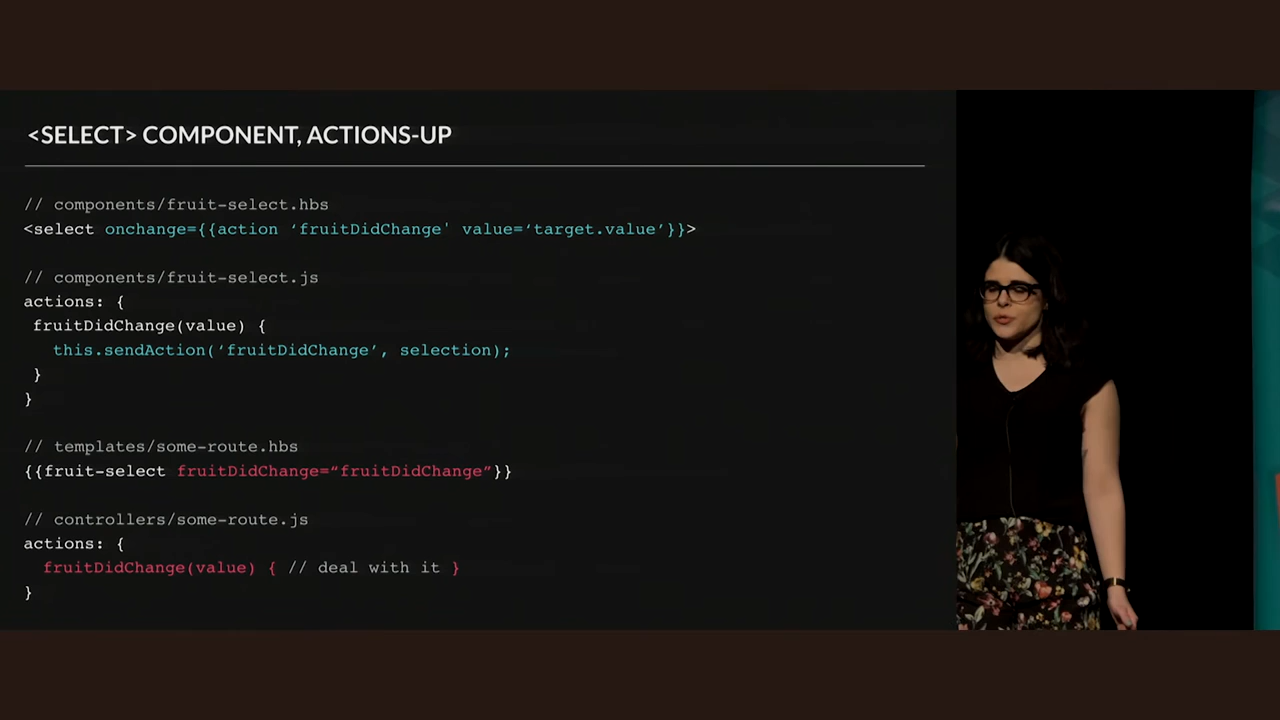 <SELECT> COMPONENT, ACTIONS-UP
// components/fruit-select.hbs
<select onchange={{action ‘fruitDidChange' value=‘target.value’}}>
// components/fruit-select.js
actions: {
fruitDidChange(value) {
this.sendAction(‘fruitDidChange’, selection);
}
}
// templates/some-route.hbs
{{fruit-select fruitDidChange=“fruitDidChange”}}
// controllers/some-route.js
actions: {
fruitDidChange(value) { // deal with it }
}